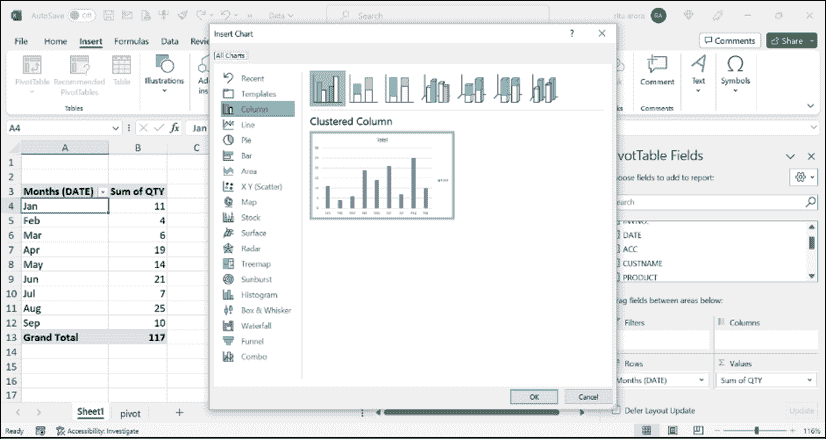 AutoSave Off Data Search ritu arora RA
File Home Insert Formulas Data Comments Share
PivotTable Recommended PivotTables Table Illustrations Comment Text Symbols
Tables Comments
Insert Chart ? ×
All Charts
Recent
Templates
Column
Line
Pie
Bar
Area
X Y (Scatter)
Map
Stock
Surface
Radar
Treemap
Sunburst
Histogram
Box & Whisker
Waterfall
Funnel
Combo
Clustered Column
Total
OK Cancel
A4 fx Jan
A B C
1
2
3 Months (DATE) Sum of QTY
4 Jan 11
5 Feb 4
6 Mar 6
7 Apr 19
8 May 14
9 Jun 21
10 Jul 7
11 Aug 25
12 Sep 10
13 Grand Total 117
14
15
16
17
ivotTable Fields
oose fields to add to report:
earch
DATE
ACC
CUSTNAME
PRODUCT
rag fields between areas below:
Filters Columns
Rows Values
Months (DATE) Sum of QTY
Defer Layout Update Update
Sheet1 pivot +
Ready Accessibility: Investigate 116%